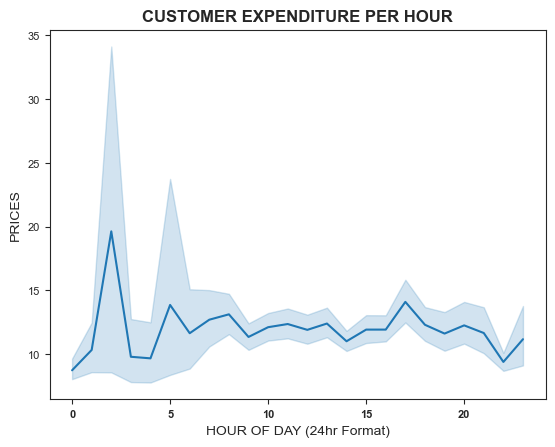 CUSTOMER EXPENDITURE PER HOUR
35
30
25
20
15
10
PRICES
0 5 10 15 20
HOUR OF DAY (24hr Format)